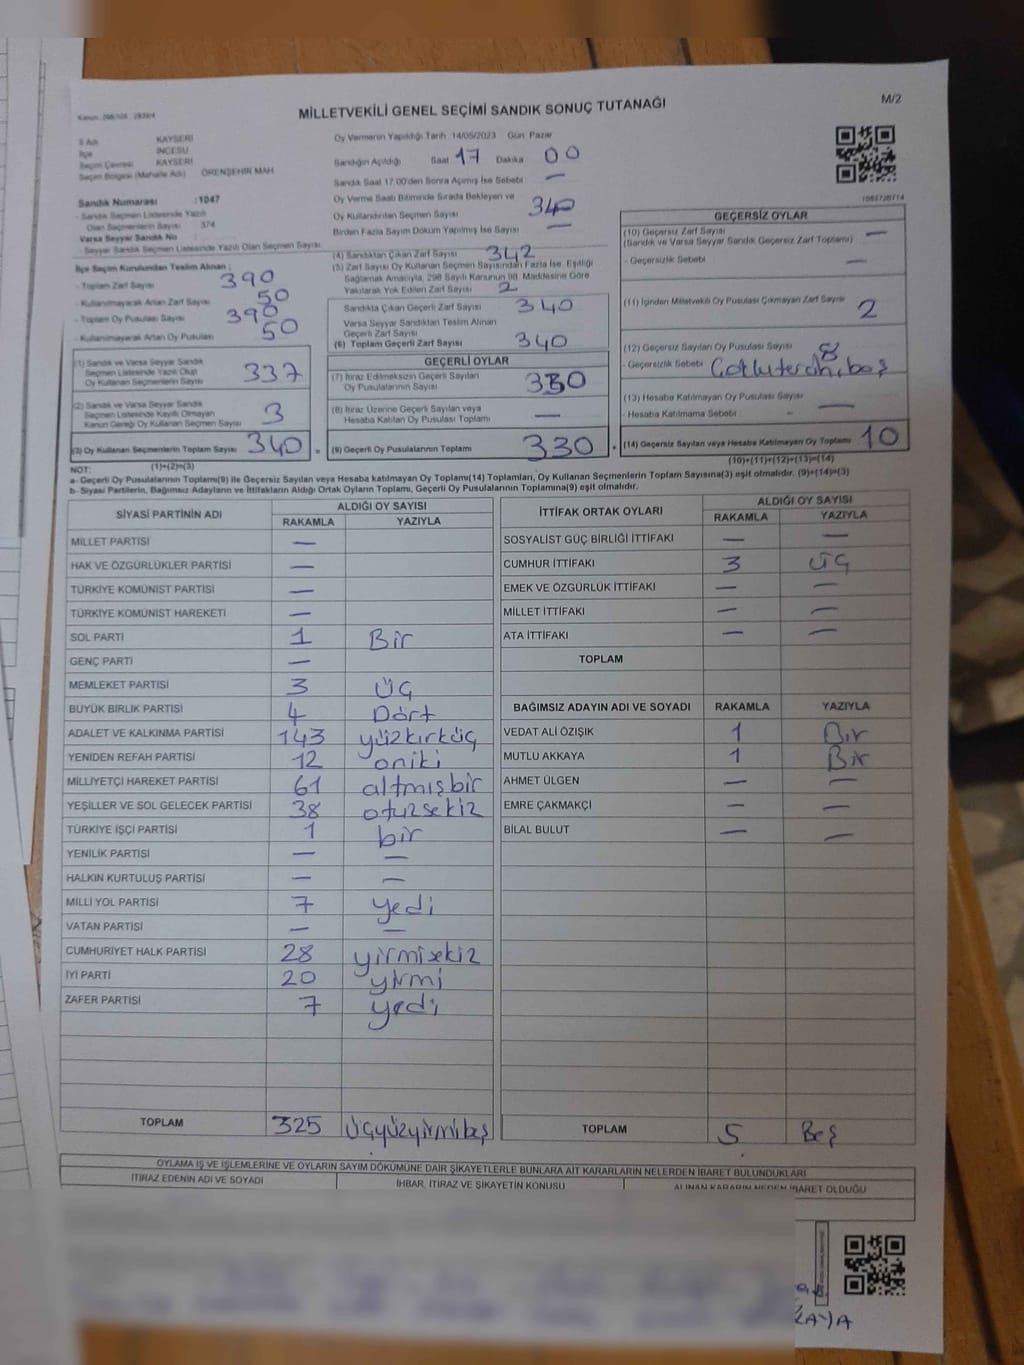 M/2
MİLLETVEKİLİ GENEL SEÇİMİ SANDIK SONUÇ TUTANAĞI
İl Adı KAYSERİ
İlçe İNCESU
Seçim Çevresi KAYSERİ
Seçim Bölgesi (Mahalle Adı) ÖRENŞEHİR MAH.
Sandık Numarası :1047
- Sandık Seçmen Listesinde Yazılı
Olan Seçmenlerin Sayısı 374
Varsa Seyyar Sandık No
- Seyyar Sandık Seçmen Listesinde Yazılı Olan Seçmen Sayısı
Oy Vermenin Yapıldığı Tarih 14/05/2023 Gün Pazar
Sandığın Açıldığı Saat 17 Dakika 00
Sandık Saat 17.00'den Sonra Açılmış İse Sebebi —
Oy Verme Saati Bitiminde Sırada Bekleyen ve
Oy Kullandırılan Seçmen Sayısı 340
Birden Fazla Sayım Döküm Yapılmış İse Sayısı —
İlçe Seçim Kurulundan Teslim Alınan ;
- Toplam Zarf Sayısı 390
- Kullanılmayacak Artan Zarf Sayısı 50
- Toplam Oy Pusulası Sayısı 390
- Kullanılmayacak Artan Oy Pusulası 50
(1) Sandık ve Varsa Seyyar Sandık
Seçmen Listesinde Yazılı Olup
Oy Kullanan Seçmenlerin Sayısı 337
(2) Sandık ve Varsa Seyyar Sandık
Seçmen Listesinde Kayıtlı Olmayan
Kanun Gereği Oy Kullanan Seçmen Sayısı 3
(3) Oy Kullanan Seçmenlerin Toplam Sayısı 340
(1)+(2)=(3)
(4) Sandıktan Çıkan Zarf Sayısı 342
(5) Zarf Sayısı Oy Kullanan Seçmen Sayısından Fazla İse, Eşitliği
Sağlamak Amacıyla, 298 Sayılı Kanunun 98. Maddesine Göre
Yakılarak Yok Edilen Zarf Sayısı 2
Sandıkta Çıkan Geçerli Zarf Sayısı 340
Varsa Seyyar Sandıktan Teslim Alınan
Geçerli Zarf Sayısı
(6) Toplam Geçerli Zarf Sayısı 340
GEÇERLİ OYLAR
(7) İtiraz Edilmeksizin Geçerli Sayılan
Oy Pusulalarının Sayısı 330
(8) İtiraz Üzerine Geçerli Sayılan veya
Hesaba Katılan Oy Pusulası Toplamı —
(9) Geçerli Oy Pusulalarının Toplamı 330
GEÇERSİZ OYLAR
(10) Geçersiz Zarf Sayısı —
(Sandık ve Varsa Seyyar Sandık Geçersiz Zarf Toplamı)
- Geçersizlik Sebebi —
(11) İçinden Milletvekili Oy Pusulası Çıkmayan Zarf Sayısı 2
(12) Geçersiz Sayılan Oy Pusulası Sayısı 8
- Geçersizlik Sebebi
(13) Hesaba Katılmayan Oy Pusulası Sayısı —
- Hesaba Katılmama Sebebi -
(14) Geçersiz Sayılan veya Hesaba Katılmayan Oy Toplamı 10
(10)+(11)+(12)+(13)=(14)
NOT:
a- Geçerli Oy Pusulalarının Toplamı(9) ile Geçersiz Sayılan veya Hesaba katılmayan Oy Toplamı(14) Toplamları, Oy Kullanan Seçmenlerin Toplam Sayısına(3) eşit olmalıdır. (9)+(14)=(3)
b- Siyasi Partilerin, Bağımsız Adayların ve İttifakların Aldığı Ortak Oyların Toplamı, Geçerli Oy Pusulalarının Toplamına(9) eşit olmalıdır.
SİYASİ PARTİNİN ADI ALDIĞI OY SAYISI
RAKAMLA YAZIYLA
MİLLET PARTİSİ —
HAK VE ÖZGÜRLÜKLER PARTİSİ —
TÜRKİYE KOMÜNİST PARTİSİ —
TÜRKİYE KOMÜNİST HAREKETİ —
SOL PARTİ 1 Bir
GENÇ PARTİ —
MEMLEKET PARTİSİ 3 Üç
BÜYÜK BİRLİK PARTİSİ 4 Dört
ADALET VE KALKINMA PARTİSİ 143 yüzkırküç
YENİDEN REFAH PARTİSİ 12 oniki
MİLLİYETÇİ HAREKET PARTİSİ 61 altmışbir
YEŞİLLER VE SOL GELECEK PARTİSİ 38 otuzsekiz
TÜRKİYE İŞÇİ PARTİSİ 1 bir
YENİLİK PARTİSİ — —
HALKIN KURTULUŞ PARTİSİ — —
MİLLİ YOL PARTİSİ 7 yedi
VATAN PARTİSİ — —
CUMHURİYET HALK PARTİSİ 28 yirmisekiz
İYİ PARTİ 20 yirmi
ZAFER PARTİSİ 7 yedi
TOPLAM 325 Üçyüzyirmibeş
İTTİFAK ORTAK OYLARI ALDIĞI OY SAYISI
RAKAMLA YAZIYLA
SOSYALİST GÜÇ BİRLİĞİ İTTİFAKI — —
CUMHUR İTTİFAKI 3 üç
EMEK VE ÖZGÜRLÜK İTTİFAKI — —
MİLLET İTTİFAKI — —
ATA İTTİFAKI — —
TOPLAM
BAĞIMSIZ ADAYIN ADI VE SOYADI RAKAMLA YAZIYLA
VEDAT ALİ ÖZIŞIK 1 Bir
MUTLU AKKAYA 1 Bir
AHMET ÜLGEN — —
EMRE ÇAKMAKÇİ — —
BİLAL BULUT — —
TOPLAM 5 Beş
OYLAMA İŞ VE İŞLEMLERİNE VE OYLARIN SAYIM DÖKÜMÜNE DAİR ŞİKAYETLERLE BUNLARA AİT KARARLARIN NELERDEN İBARET BULUNDUKLARI
İTİRAZ EDENİN ADI VE SOYADI İHBAR, İTİRAZ VE ŞİKAYETİN KONUSU ALINAN KARARIN NEDEN İBARET OLDUĞU